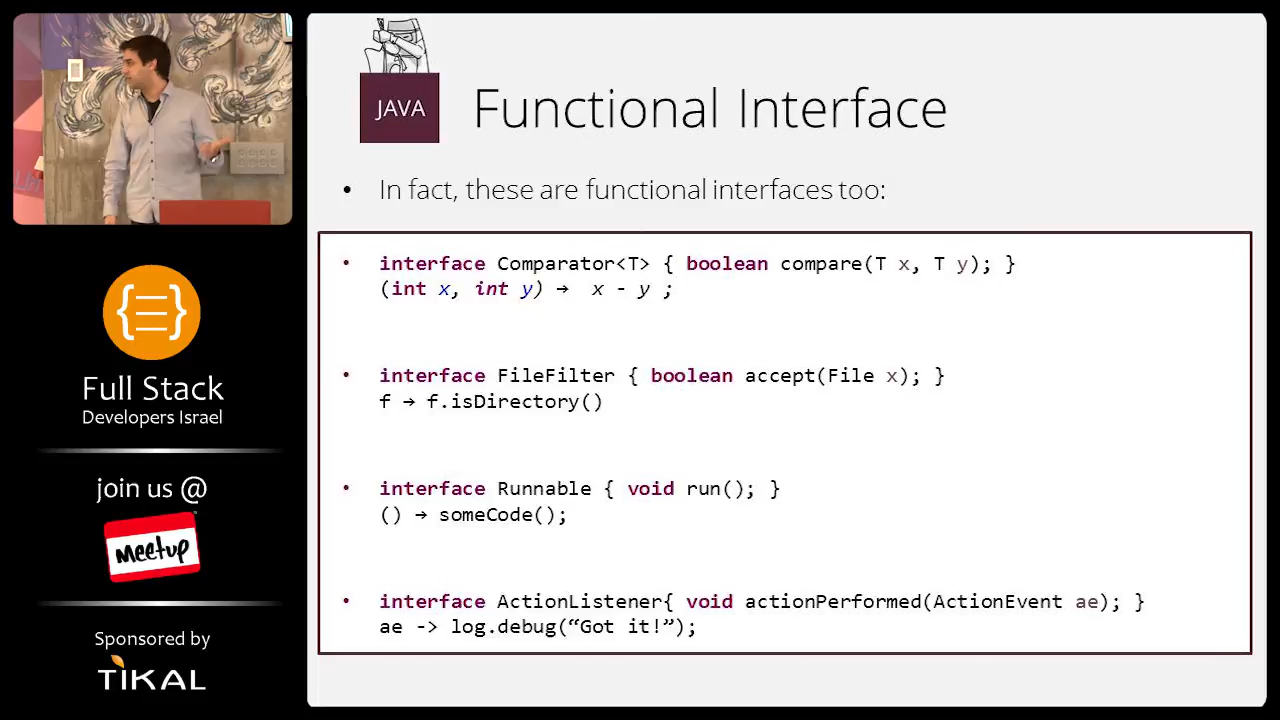 JAVA
Functional Interface
• In fact, these are functional interfaces too:
• interface Comparator<T> { boolean compare(T x, T y); }
(int x, int y) → x - y ;
• interface FileFilter { boolean accept(File x); }
f → f.isDirectory()
• interface Runnable { void run(); }
() → someCode();
• interface ActionListener{ void actionPerformed(ActionEvent ae); }
ae -> log.debug(“Got it!”);
{☰}
Full Stack
Developers Israel
join us @
Meetup
Sponsored by
TIKAL